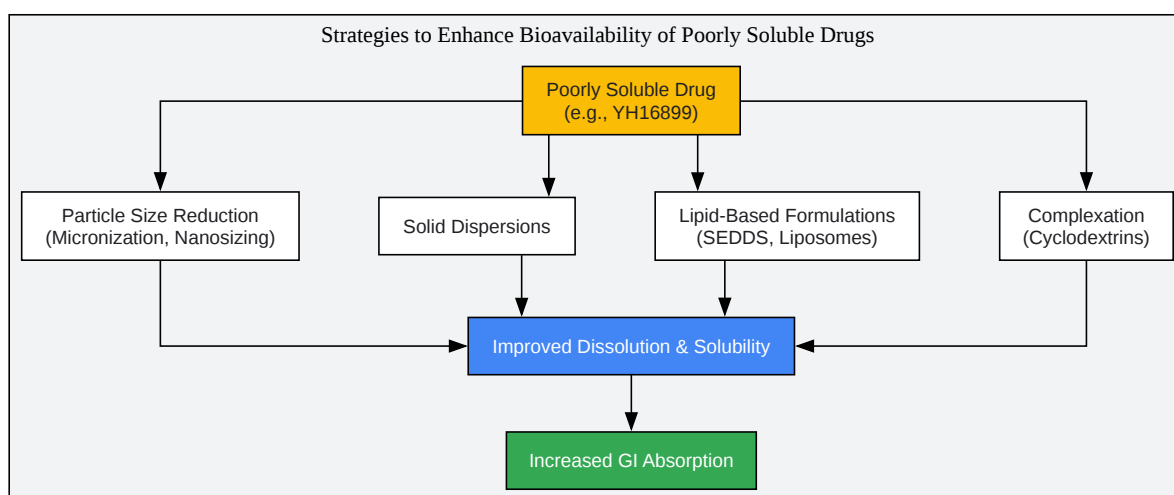 Strategies to Enhance Bioavailability of Poorly Soluble Drugs
Poorly Soluble Drug
(e.g., YH16899)
Particle Size Reduction
(Micronization, Nanosizing)
Solid Dispersions
Lipid-Based Formulations
(SEDDS, Liposomes)
Complexation
(Cyclodextrins)
Improved Dissolution & Solubility
Increased GI Absorption